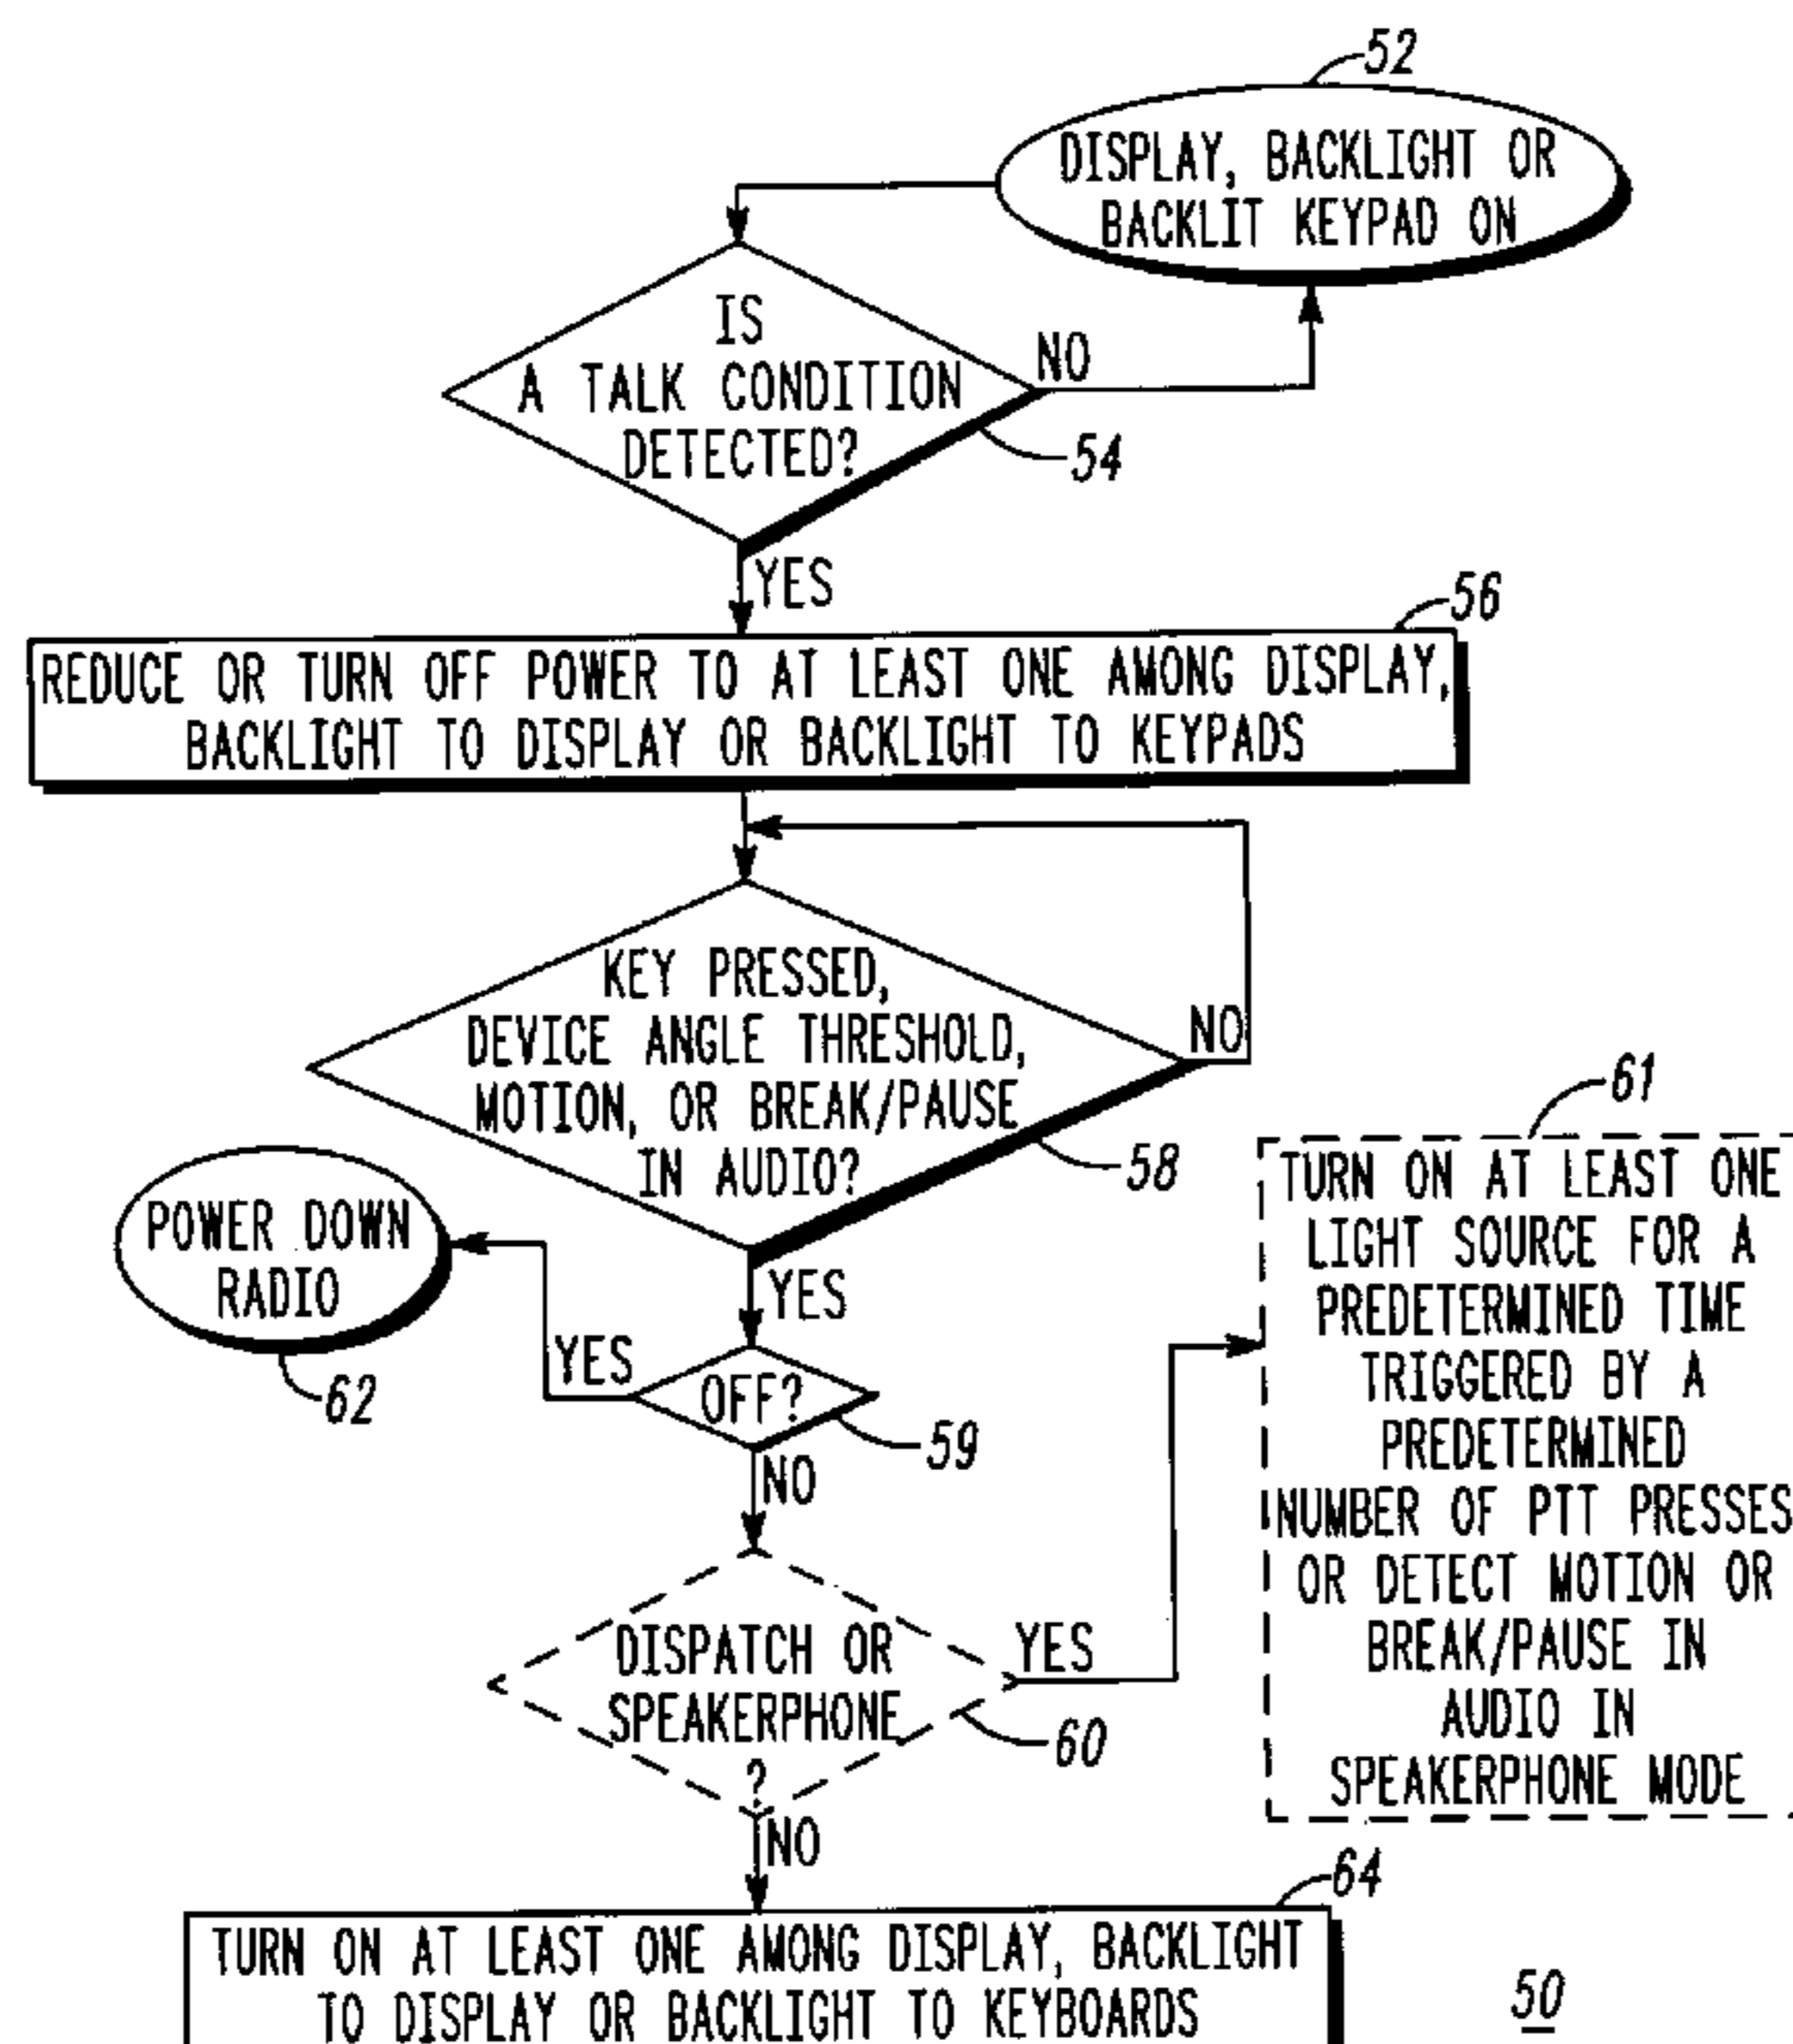 52
DISPLAY, BACKLIGHT OR
BACKLIT KEYPAD ON
IS
A TALK CONDITION
DETECTED?
NO
54
YES
56
REDUCE OR TURN OFF POWER TO AT LEAST ONE AMONG DISPLAY,
BACKLIGHT TO DISPLAY OR BACKLIGHT TO KEYPADS
KEY PRESSED,
DEVICE ANGLE THRESHOLD,
MOTION, OR BREAK/PAUSE
IN AUDIO?
NO
58
YES
POWER DOWN
RADIO
62
YES
OFF?
59
NO
61
TURN ON AT LEAST ONE
LIGHT SOURCE FOR A
PREDETERMINED TIME
TRIGGERED BY A
PREDETERMINED
NUMBER OF PTT PRESSES
OR DETECT MOTION OR
BREAK/PAUSE IN
AUDIO IN
SPEAKERPHONE MODE
DISPATCH OR
SPEAKERPHONE
?
YES
60
NO
64
TURN ON AT LEAST ONE AMONG DISPLAY, BACKLIGHT
TO DISPLAY OR BACKLIGHT TO KEYBOARDS
50